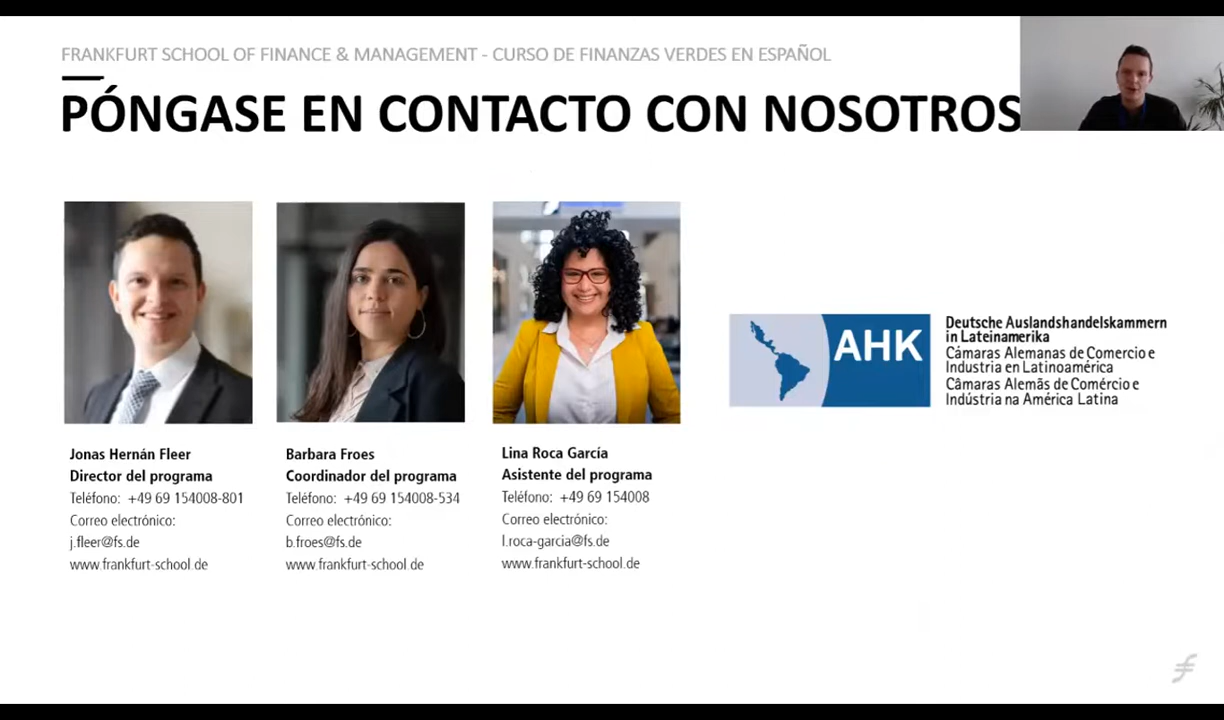 FRANKFURT SCHOOL OF FINANCE & MANAGEMENT - CURSO DE FINANZAS VERDES EN ESPAÑOL
PÓNGASE EN CONTACTO CON NOSOTROS
Jonas Hernán Fleer
Director del programa
Teléfono: +49 69 154008-801
Correo electrónico:
j.fleer@fs.de
www.frankfurt-school.de
Barbara Froes
Coordinador del programa
Teléfono: +49 69 154008-534
Correo electrónico:
b.froes@fs.de
www.frankfurt-school.de
Lina Roca García
Asistente del programa
Teléfono: +49 69 154008
Correo electrónico:
l.roca-garcia@fs.de
www.frankfurt-school.de
AHK
Deutsche Auslandshandelskammern
in Lateinamerika
Cámaras Alemanas de Comercio e
Industria en Latinoamérica
Câmaras Alemãs de Comércio e
Indústria na América Latina